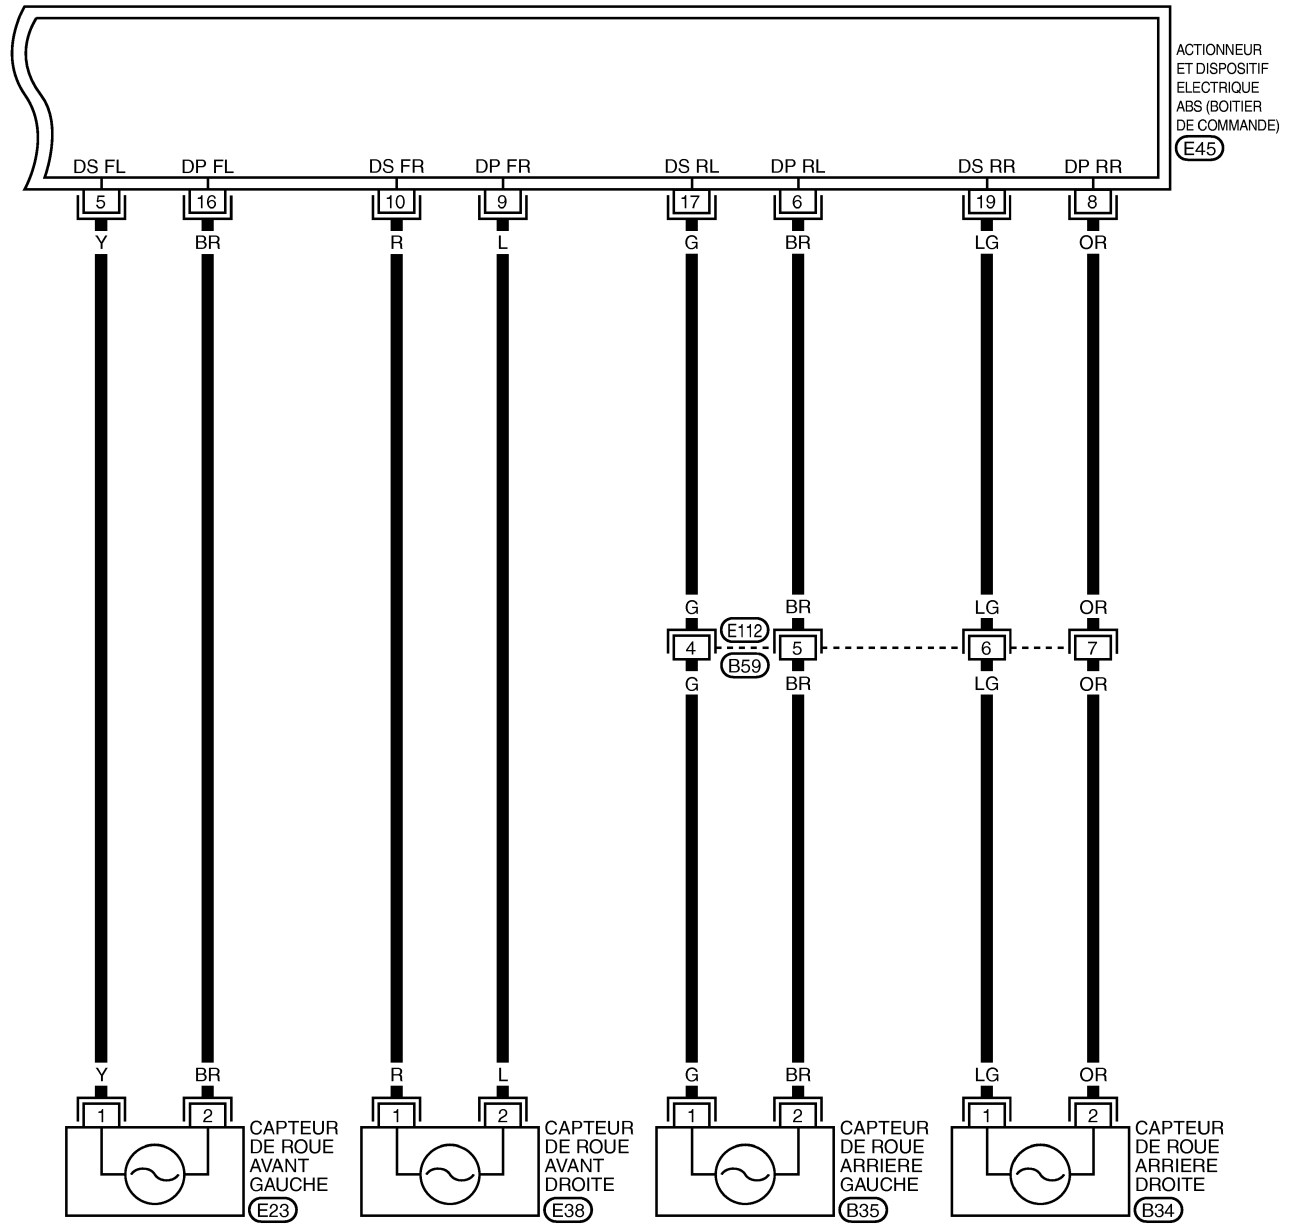 ACTIONNEUR
ET DISPOSITIF
ELECTRIQUE
ABS (BOITIER
DE COMMANDE)
E45
DS FL DP FL DS FR DP FR DS RL DP RL DS RR DP RR
5 16 10 9 17 6 19 8
Y BR R L G BR LG OR
G BR LG OR
E112
4 5 6 7
B59
G BR LG OR
Y BR R L G BR LG OR
1 2 1 2 1 2 1 2
CAPTEUR
DE ROUE
AVANT
GAUCHE
E23
CAPTEUR
DE ROUE
AVANT
DROITE
E38
CAPTEUR
DE ROUE
ARRIERE
GAUCHE
B35
CAPTEUR
DE ROUE
ARRIERE
DROITE
B34